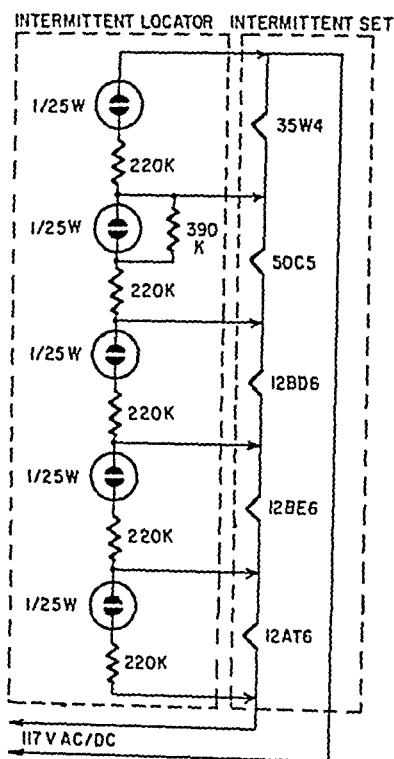 INTERMITTENT LOCATOR
INTERMITTENT SET
1/25W
35W4
220K
1/25W
390
K
50C5
220K
1/25W
12BD6
220K
1/25W
12BE6
220K
1/25W
12AT6
220K
117 V AC/DC